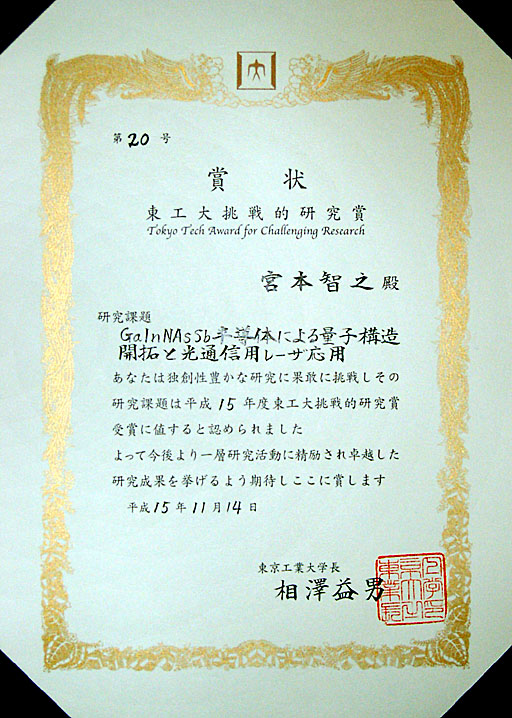 第20号
賞状
東工大挑戦的研究賞
Tokyo Tech Award for Challenging Research
宮本智之殿
研究課題
GaInNAsSb半導体による量子構造
開拓と光通信用レーザ応用
あなたは独創性豊かな研究に果敢に挑戦しその
研究課題は平成15年度東工大挑戦的研究賞
受賞に値すると認められました
よって今後より一層研究活動に精励され卓越した
研究成果を挙げるよう期待しここに賞します
平成15年11月14日
東京工業大学長
相澤益男